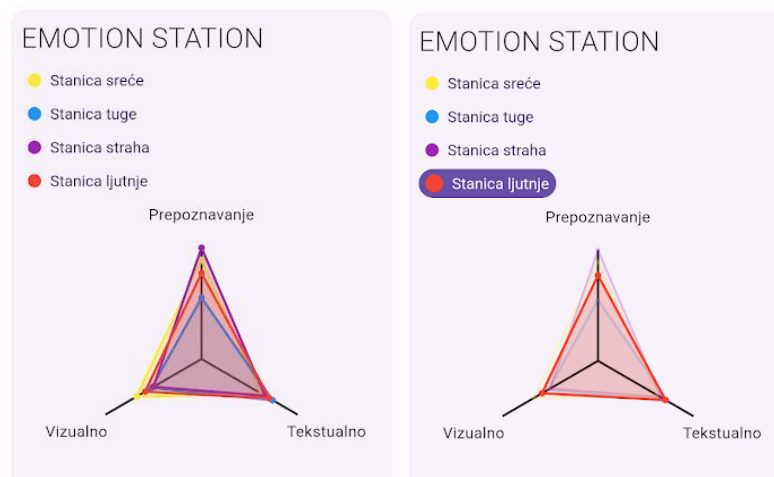 EMOTION STATION
Stanica sreće
Stanica tuge
Stanica straha
Stanica ljutnje
Prepoznavanje
Vizualno
Tekstualno
EMOTION STATION
Stanica sreće
Stanica tuge
Stanica straha
Stanica ljutnje
Prepoznavanje
Vizualno
Tekstualno